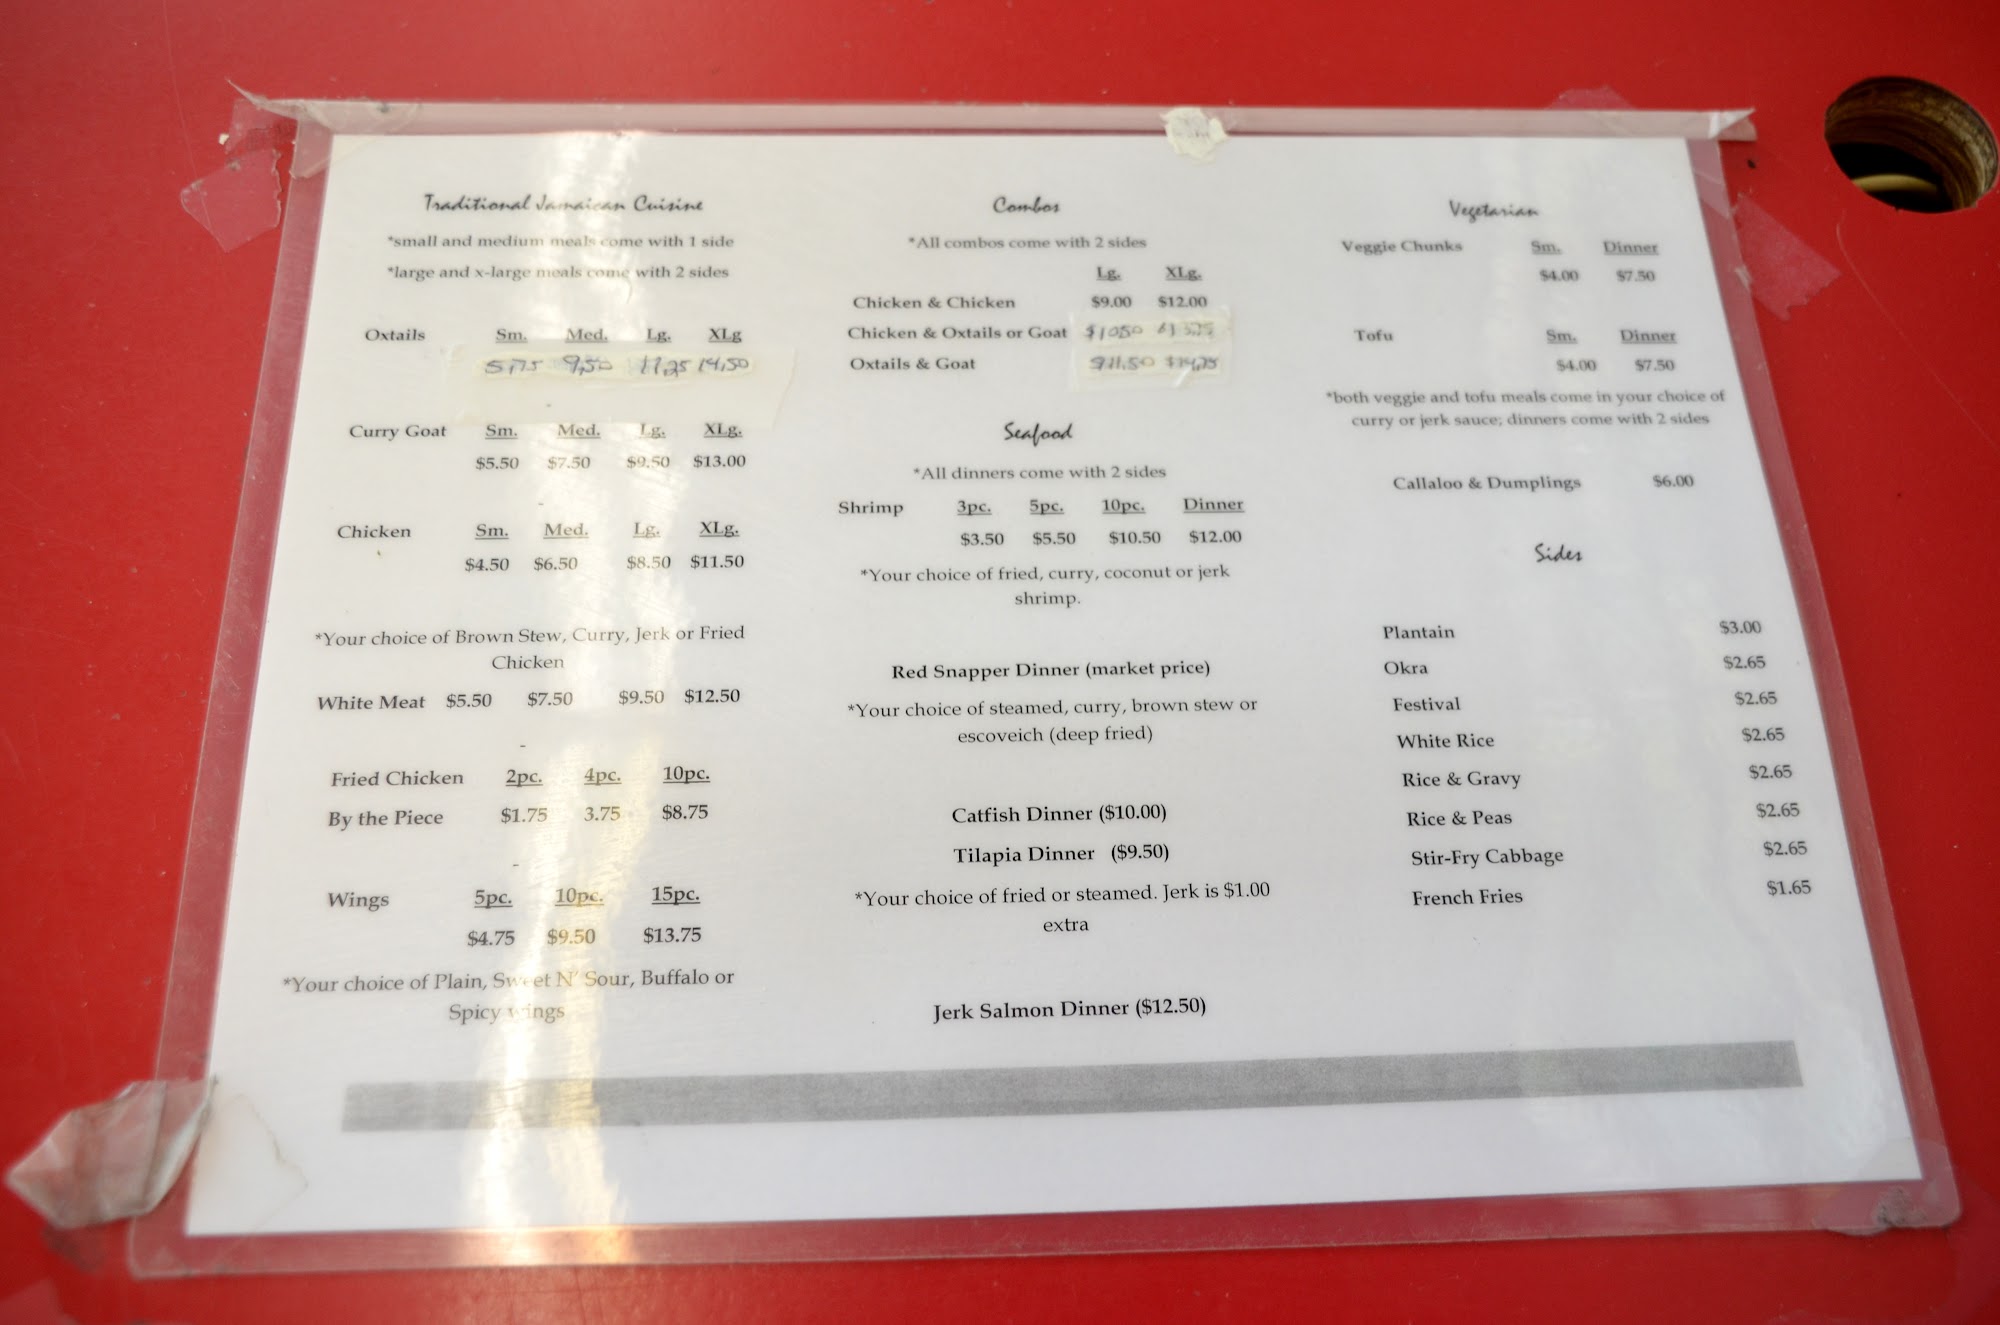 Traditional Jamaican Cuisine
*small and medium meals come with 1 side
*large and x-large meals come with 2 sides
Oxtails Sm. Med. Lg. XLg
5,75 9,50 11,25 14,50
Curry Goat Sm. Med. Lg. XLg.
$5.50 $7.50 $9.50 $13.00
Chicken Sm. Med. Lg. XLg.
$4.50 $6.50 $8.50 $11.50
*Your choice of Brown Stew, Curry, Jerk or Fried
Chicken
White Meat $5.50 $7.50 $9.50 $12.50
Fried Chicken 2pc. 4pc. 10pc.
By the Piece $1.75 3.75 $8.75
Wings 5pc. 10pc. 15pc.
$4.75 $9.50 $13.75
*Your choice of Plain, Sweet N' Sour, Buffalo or
Spicy wings
Combos
*All combos come with 2 sides
Lg. XLg.
Chicken & Chicken $9.00 $12.00
Chicken & Oxtails or Goat $1050
Oxtails & Goat $11.50 $14,25
Seafood
*All dinners come with 2 sides
Shrimp 3pc. 5pc. 10pc. Dinner
$3.50 $5.50 $10.50 $12.00
*Your choice of fried, curry, coconut or jerk
shrimp.
Red Snapper Dinner (market price)
*Your choice of steamed, curry, brown stew or
escoveich (deep fried)
Catfish Dinner ($10.00)
Tilapia Dinner ($9.50)
*Your choice of fried or steamed. Jerk is $1.00
extra
Jerk Salmon Dinner ($12.50)
Vegetarian
Veggie Chunks Sm. Dinner
$4.00 $7.50
Tofu Sm. Dinner
$4.00 $7.50
*both veggie and tofu meals come in your choice of
curry or jerk sauce; dinners come with 2 sides
Callaloo & Dumplings $6.00
Sides
Plantain $3.00
Okra $2.65
Festival $2.65
White Rice $2.65
Rice & Gravy $2.65
Rice & Peas $2.65
Stir-Fry Cabbage $2.65
French Fries $1.65